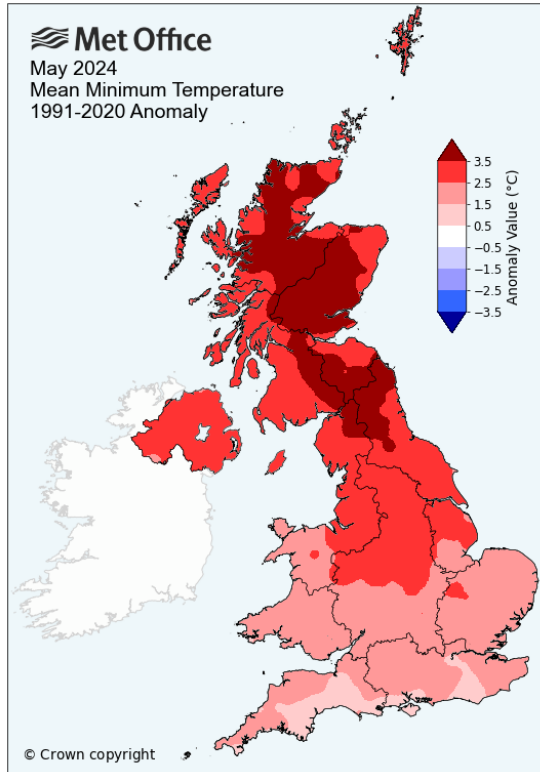 Met Office
May 2024
Mean Minimum Temperature
1991-2020 Anomaly
3.5
2.5
1.5
0.5
−0.5
−1.5
−2.5
−3.5
Anomaly Value (°C)
© Crown copyright